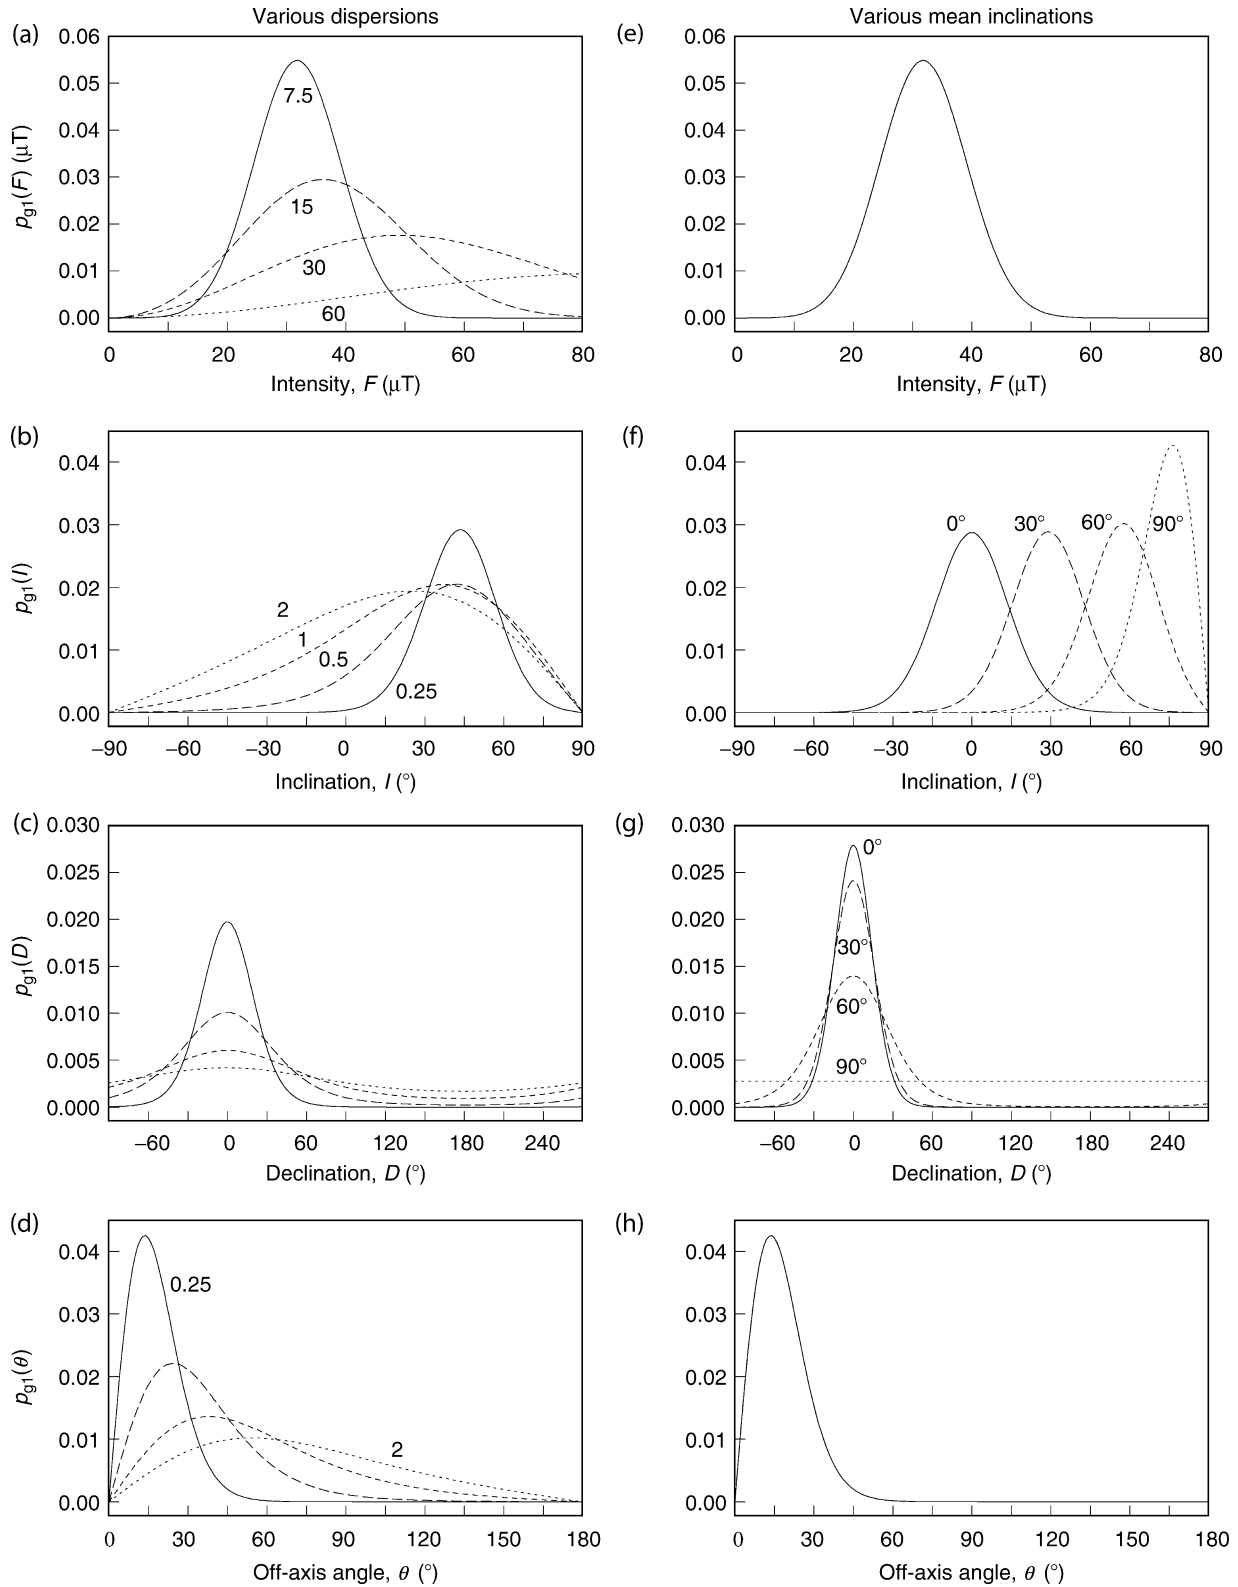 Various dispersions
(a)
0.06
0.05
0.04
0.03
0.02
0.01
0.00
pg1(F) (μT)
7.5
15
30
60
0 20 40 60 80
Intensity, F (μT)
Various mean inclinations
(e)
0.06
0.05
0.04
0.03
0.02
0.01
0.00
0 20 40 60 80
Intensity, F (μT)
(b)
0.04
0.03
0.02
0.01
0.00
pg1(I)
2
1
0.5
0.25
−90 −60 −30 0 30 60 90
Inclination, I (°)
(f)
0.04
0.03
0.02
0.01
0.00
0° 30° 60° 90°
−90 −60 −30 0 30 60 90
Inclination, I (°)
(c)
0.030
0.025
0.020
0.015
0.010
0.005
0.000
pg1(D)
−60 0 60 120 180 240
Declination, D (°)
(g)
0.030
0.025
0.020
0.015
0.010
0.005
0.000
0°
30°
60°
90°
−60 0 60 120 180 240
Declination, D (°)
(d)
0.04
0.03
0.02
0.01
0.00
pg1(θ)
0.25
2
0 30 60 90 120 150 180
Off-axis angle, θ (°)
(h)
0.04
0.03
0.02
0.01
0.00
0 30 60 90 120 150 180
Off-axis angle, θ (°)